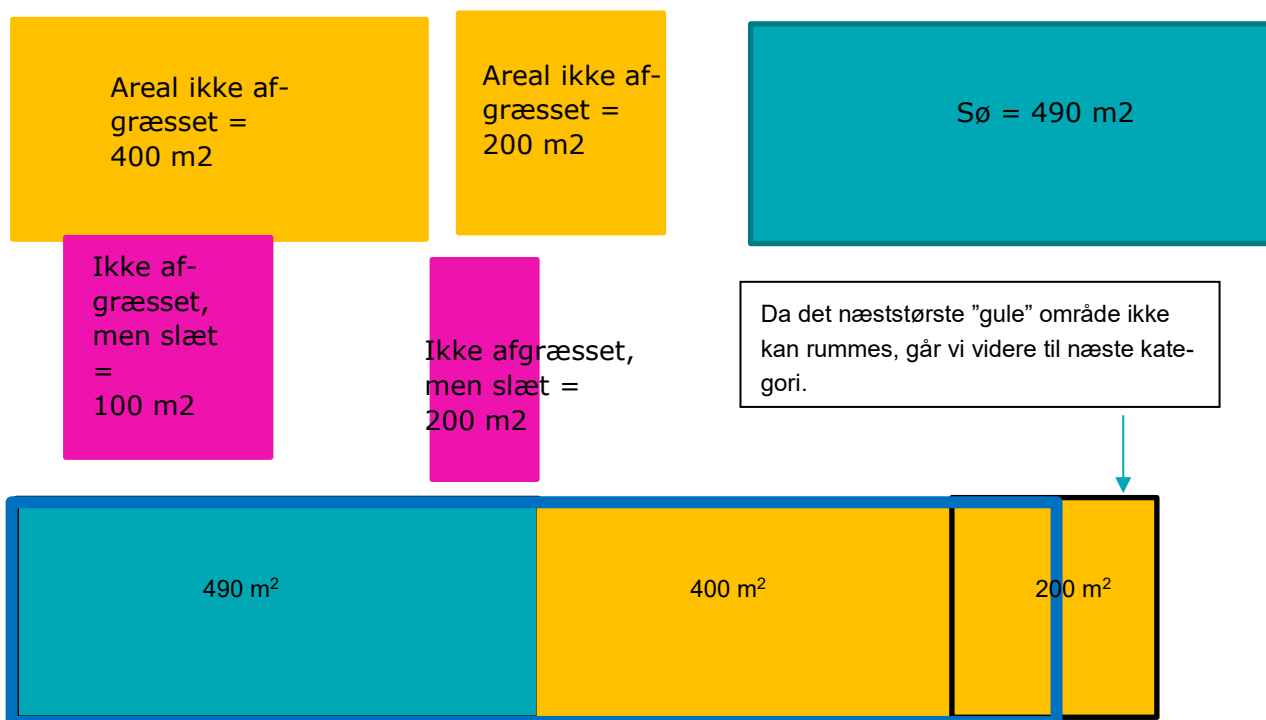 Areal ikke af-
græsset =
400 m2
Areal ikke af-
græsset =
200 m2
Sø = 490 m2
Ikke af-
græsset,
men slæt
=
100 m2
Ikke afgræsset,
men slæt =
200 m2
Da det næststørste ”gule” område ikke
kan rummes, går vi videre til næste kate-
gori.
490 m²
400 m²
200 m²